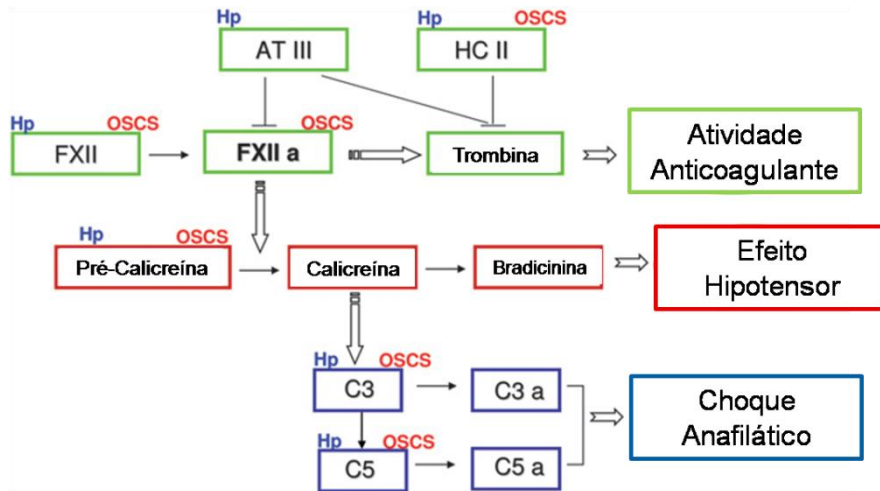 Hp
AT III
Hp OSCS
HC II
Hp OSCS
FXII
OSCS
FXII a
Trombina
Atividade
Anticoagulante
Hp OSCS
Pré-Calicreína
Calicreína
Bradicinina
Efeito
Hipotensor
Hp OSCS
C3
C3 a
Hp OSCS
C5
C5 a
Choque
Anafilático